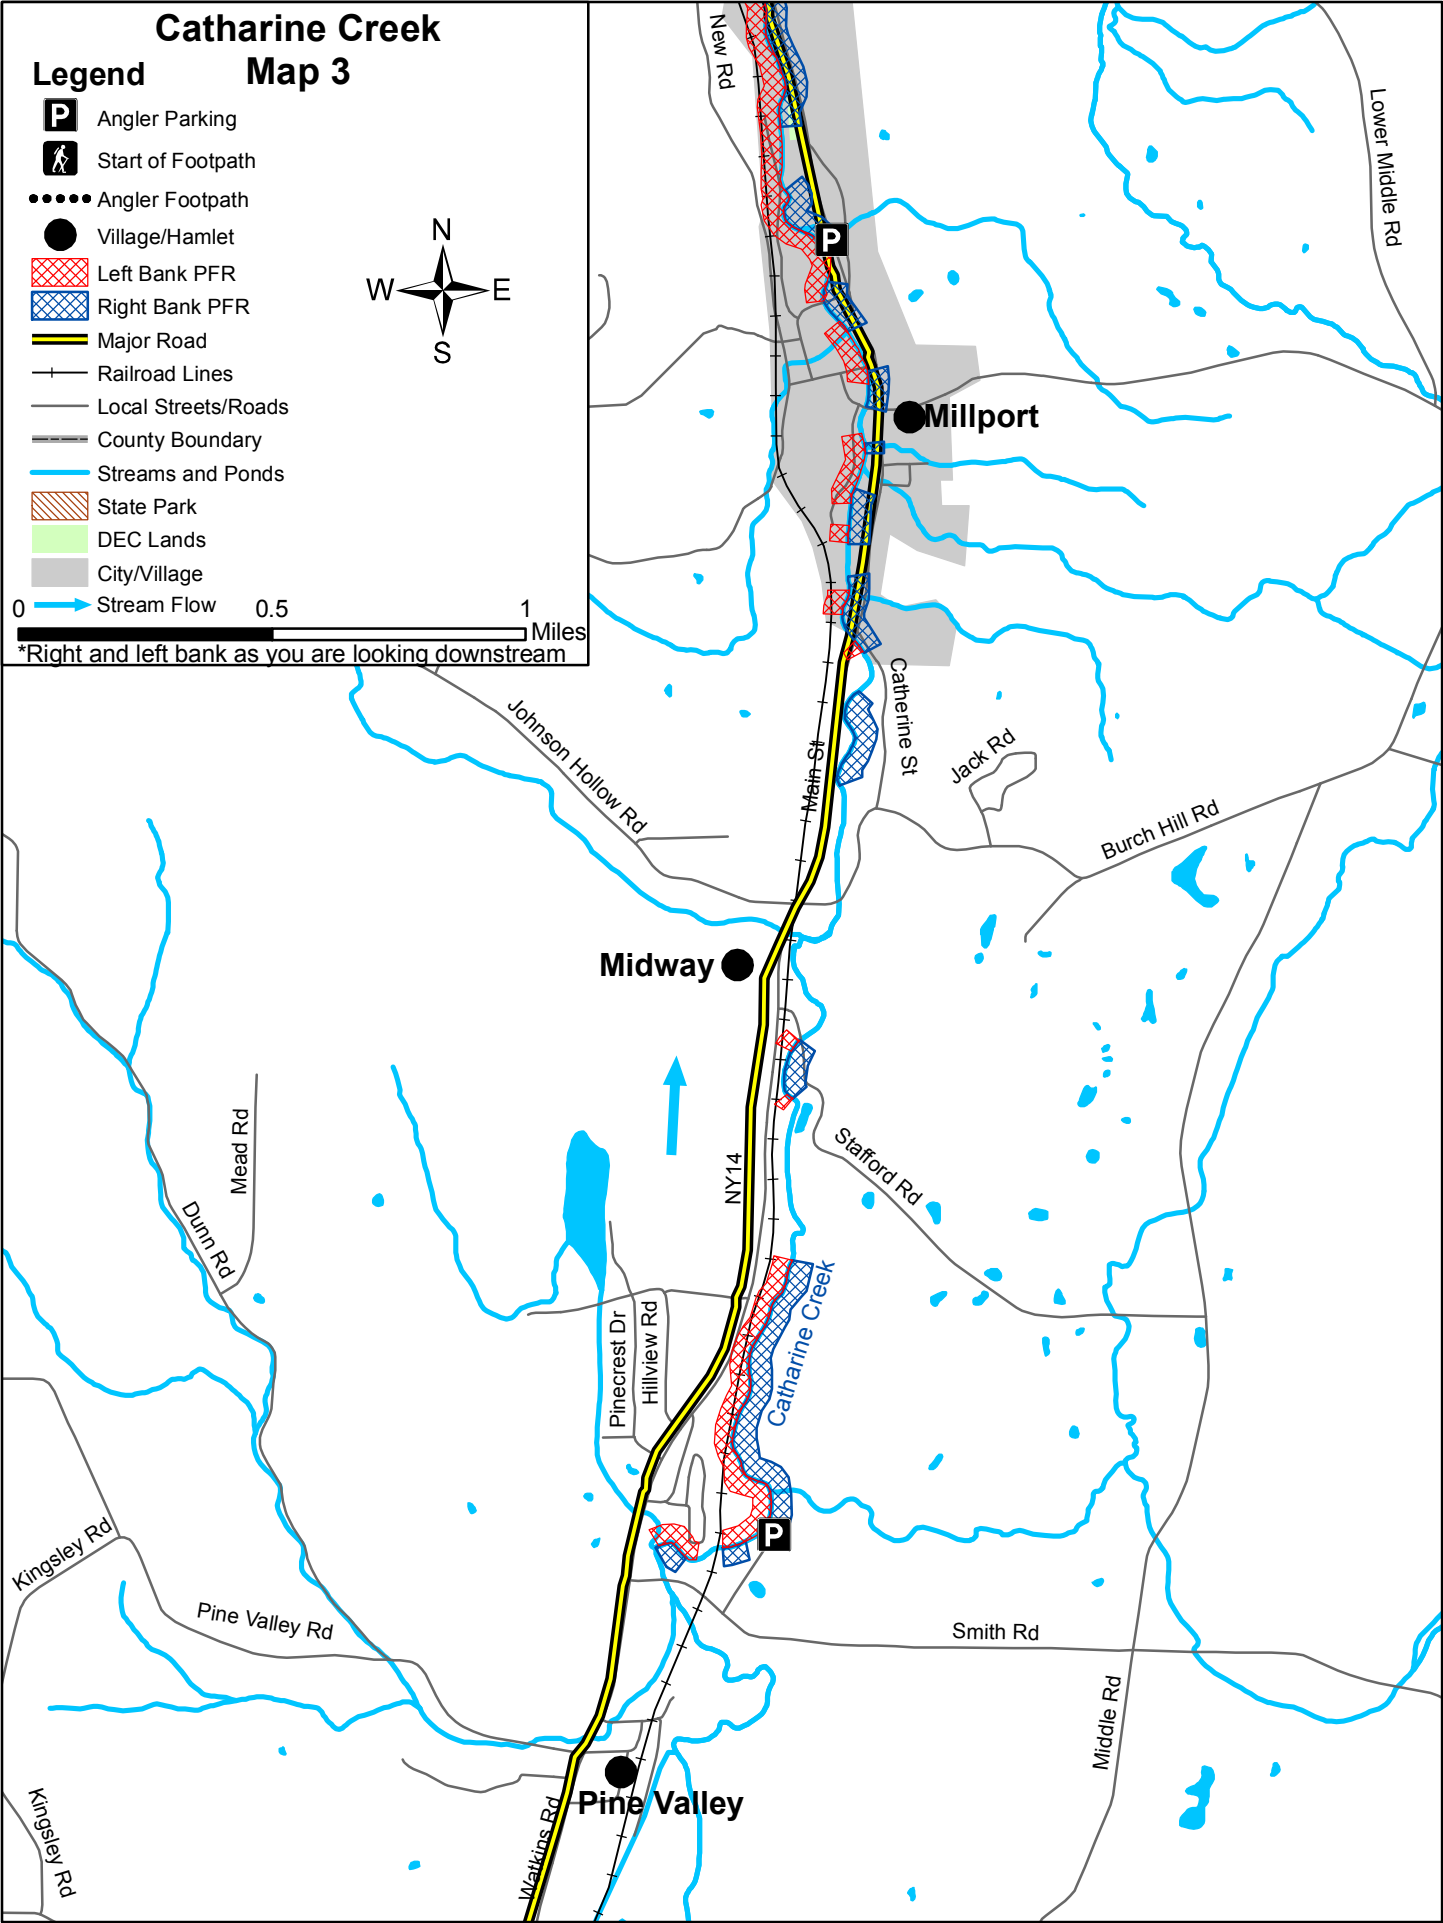 Catharine Creek
Map 3
Legend
P Angler Parking
Start of Footpath
Angler Footpath
Village/Hamlet
Left Bank PFR
Right Bank PFR
Major Road
Railroad Lines
Local Streets/Roads
County Boundary
Streams and Ponds
State Park
DEC Lands
City/Village
Stream Flow
N
W E
S
0 0.5 1
Miles
*Right and left bank as you are looking downstream
New Rd
Lower Middle Rd
P
Millport
Catherine St
Johnson Hollow Rd
Main St
Jack Rd
Burch Hill Rd
Midway
Mead Rd
Dunn Rd
NY14
Stafford Rd
Pinecrest Dr
Hillview Rd
Catharine Creek
P
Kingsley Rd
Pine Valley Rd
Smith Rd
Middle Rd
Pine Valley
Watkins Rd
Kingsley Rd